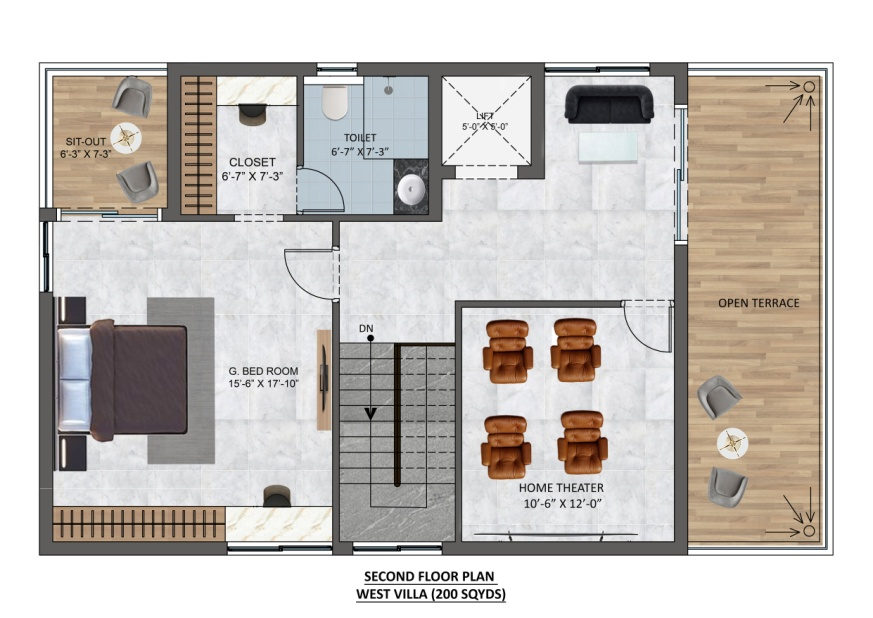 SIT-OUT
6'-3" X 7'-3"
CLOSET
6'-7" X 7'-3"
TOILET
6'-7" X 7'-3"
LIFT
5'-0" X 5'-0"
OPEN TERRACE
DN
G. BED ROOM
15'-6" X 17'-10"
HOME THEATER
10'-6" X 12'-0"
SECOND FLOOR PLAN
WEST VILLA (200 SQYDS)